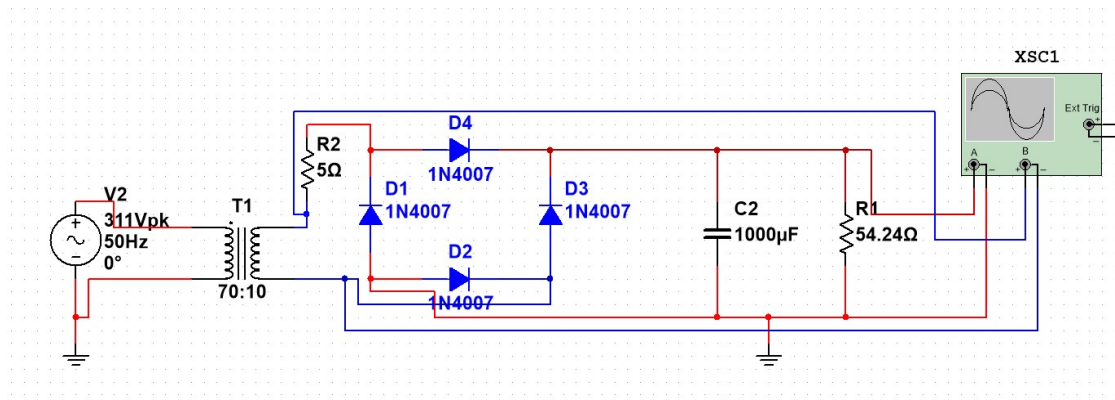 XSC1
Ext Trig
+
−
A
B
+
−
+
−
D4
1N4007
R2
5Ω
D1
1N4007
D3
1N4007
V2
311Vpk
50Hz
0°
+
−
T1
70:10
D2
1N4007
C2
1000µF
R1
54.24Ω